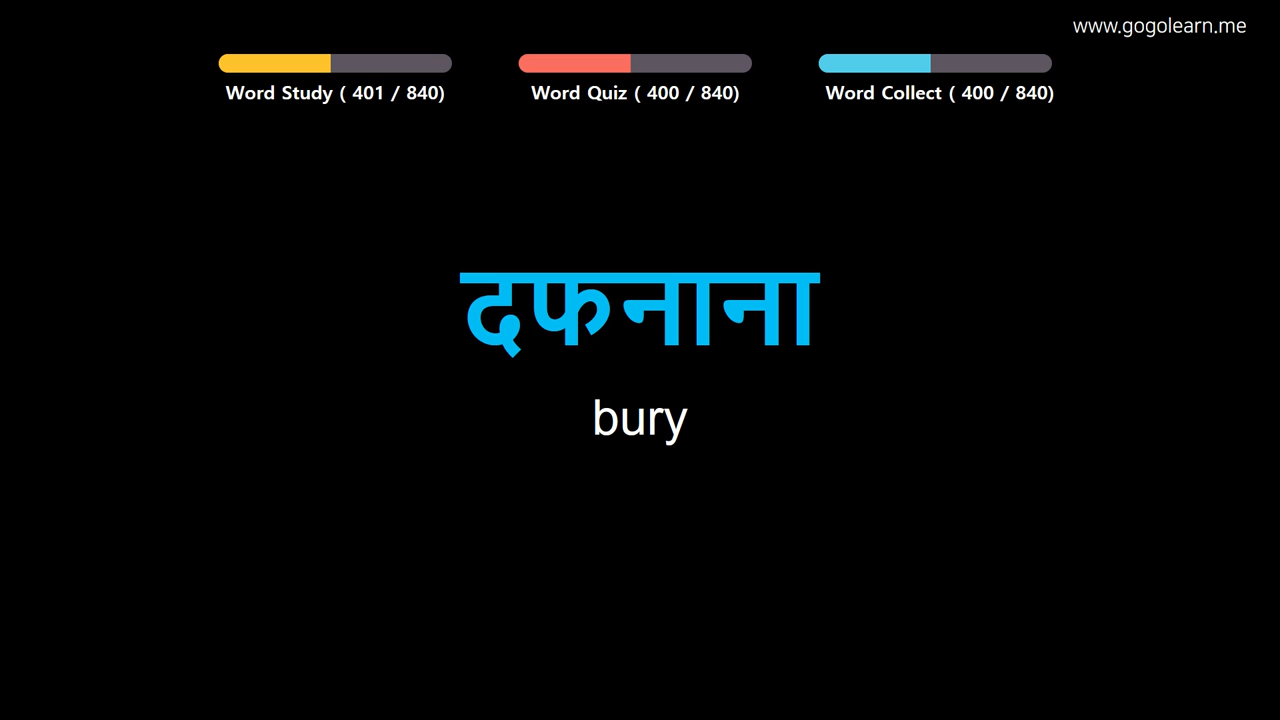 www.gogolearn.me
Word Study ( 401 / 840)
Word Quiz ( 400 / 840)
Word Collect ( 400 / 840)
दफनाना
bury